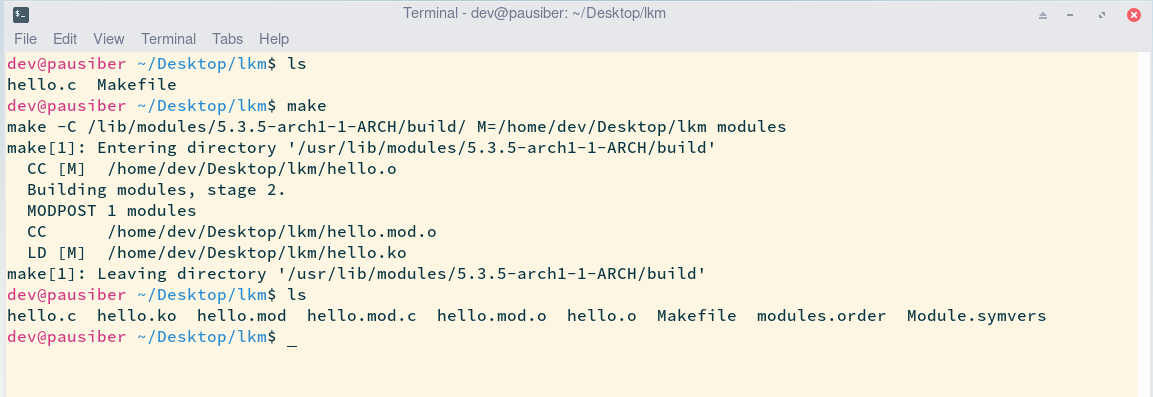 Terminal - dev@pausiber: ~/Desktop/lkm
File Edit View Terminal Tabs Help
dev@pausiber ~/Desktop/lkm$ ls
hello.c  Makefile
dev@pausiber ~/Desktop/lkm$ make
make -C /lib/modules/5.3.5-arch1-1-ARCH/build/ M=/home/dev/Desktop/lkm modules
make[1]: Entering directory '/usr/lib/modules/5.3.5-arch1-1-ARCH/build'
  CC [M]  /home/dev/Desktop/lkm/hello.o
  Building modules, stage 2.
  MODPOST 1 modules
  CC      /home/dev/Desktop/lkm/hello.mod.o
  LD [M]  /home/dev/Desktop/lkm/hello.ko
make[1]: Leaving directory '/usr/lib/modules/5.3.5-arch1-1-ARCH/build'
dev@pausiber ~/Desktop/lkm$ ls
hello.c  hello.ko  hello.mod  hello.mod.c  hello.mod.o  hello.o  Makefile  modules.order  Module.symvers
dev@pausiber ~/Desktop/lkm$ _